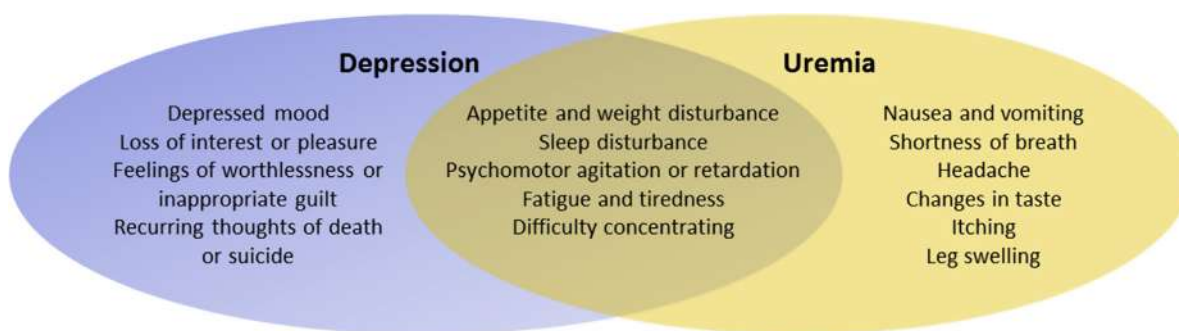 Depression
Uremia
Depressed mood
Loss of interest or pleasure
Feelings of worthlessness or
inappropriate guilt
Recurring thoughts of death
or suicide
Appetite and weight disturbance
Sleep disturbance
Psychomotor agitation or retardation
Fatigue and tiredness
Difficulty concentrating
Nausea and vomiting
Shortness of breath
Headache
Changes in taste
Itching
Leg swelling